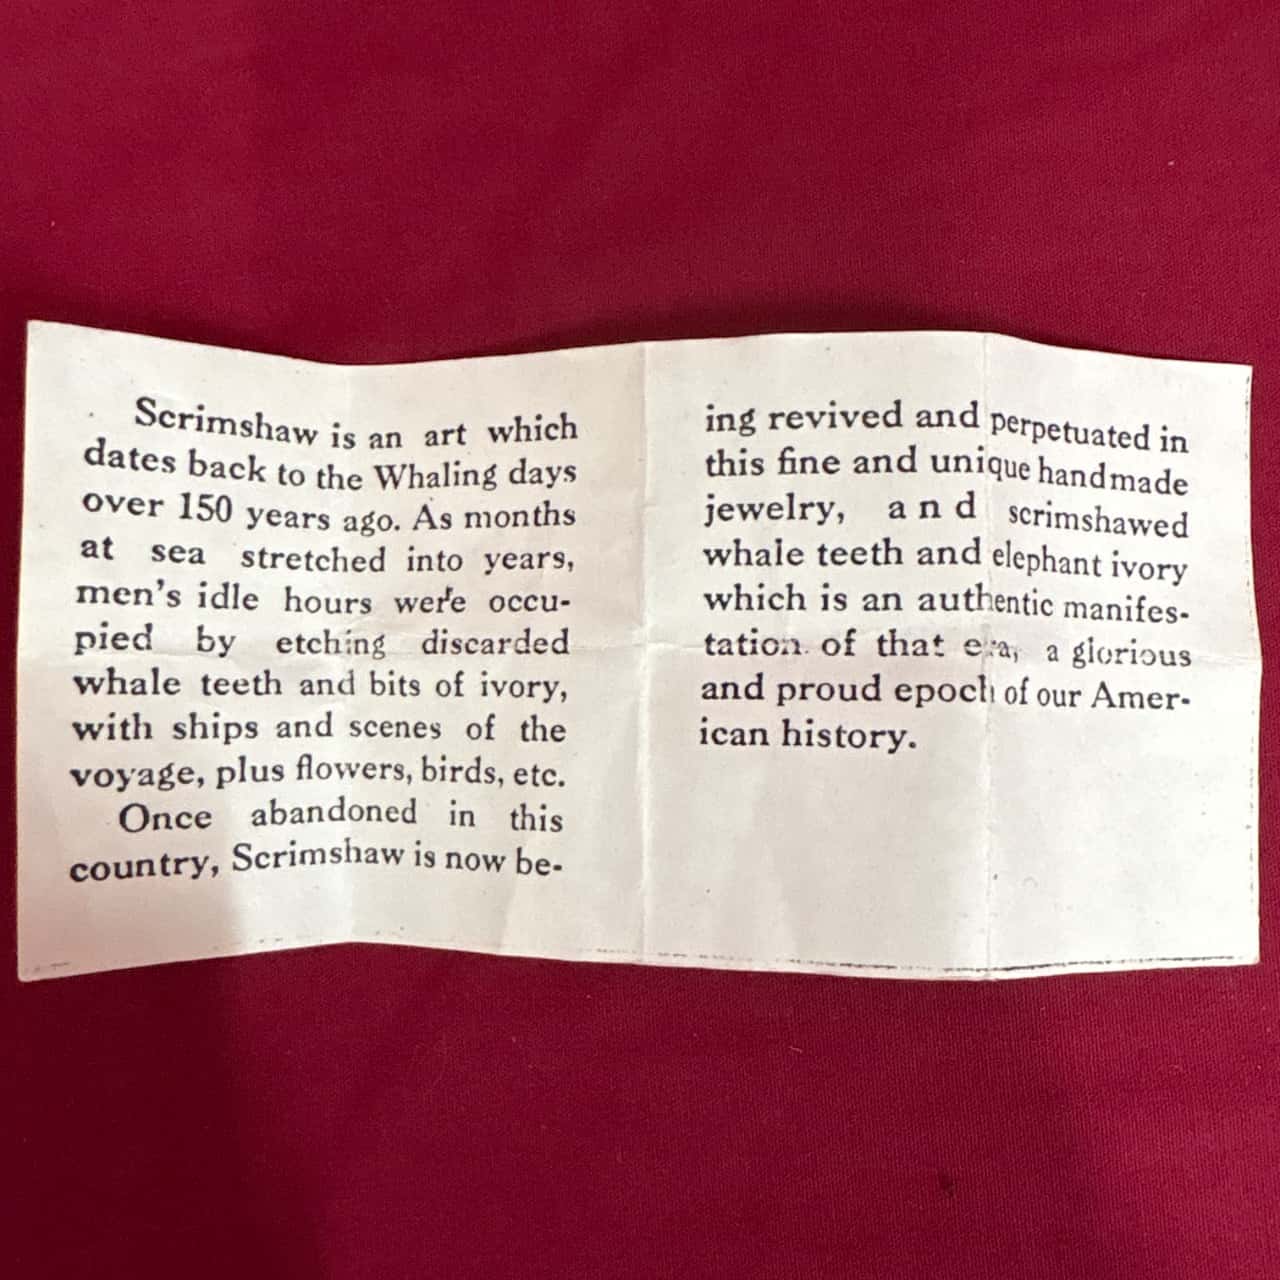 Scrimshaw is an art which
dates back to the Whaling days
over 150 years ago. As months
at sea stretched into years,
men's idle hours were occu-
pied by etching discarded
whale teeth and bits of ivory,
with ships and scenes of the
voyage, plus flowers, birds, etc.
Once abandoned in this
country, Scrimshaw is now be-
ing revived and perpetuated in
this fine and unique handmade
jewelry, and scrimshawed
whale teeth and elephant ivory
which is an authentic manifes-
tation of that era, a glorious
and proud epoch of our Amer-
ican history.